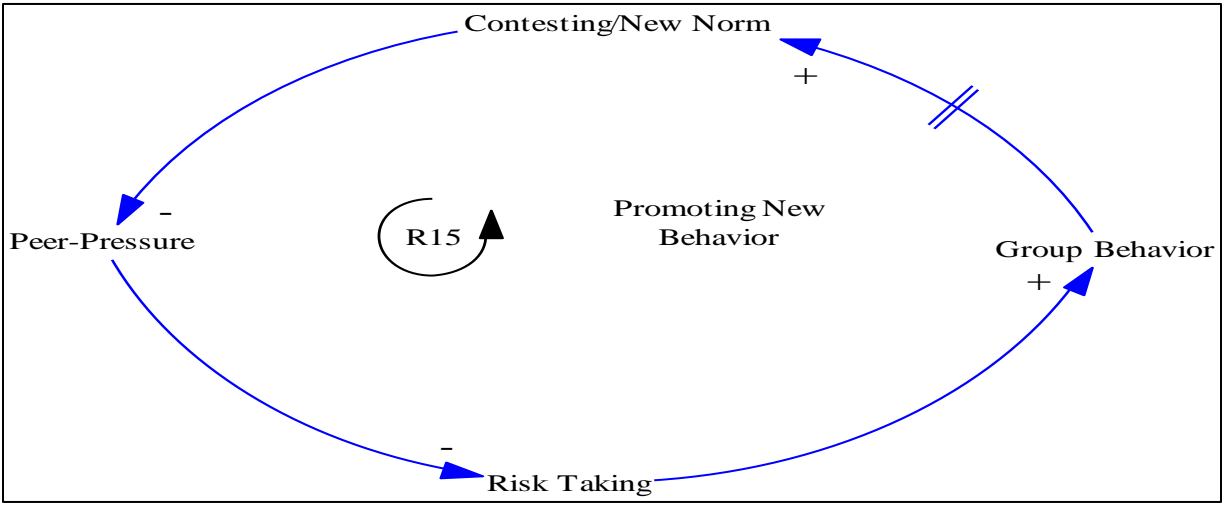 Contesting/New Norm
+
-
Peer-Pressure
R15
Promoting New
Behavior
Group Behavior
+
-
Risk Taking